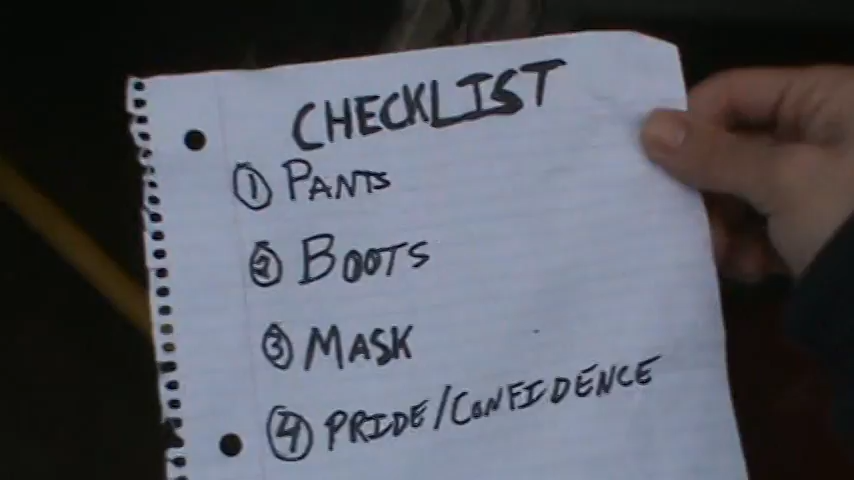 CHECKLIST
① PANTS
② BOOTS
③ MASK
④ PRIDE/CONFIDENCE